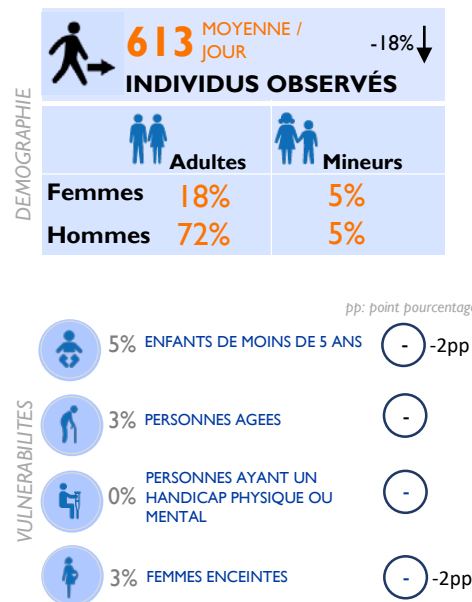 613 MOYENNE / JOUR -18%
INDIVIDUS OBSERVÉS
DEMOGRAPHIE
Adultes Mineurs
Femmes 18% 5%
Hommes 72% 5%
pp: point pourcentage
VULNERABILITES
5% ENFANTS DE MOINS DE 5 ANS - -2pp
3% PERSONNES AGEES -
0% PERSONNES AYANT UN
HANDICAP PHYSIQUE OU
MENTAL -
3% FEMMES ENCEINTES - -2pp